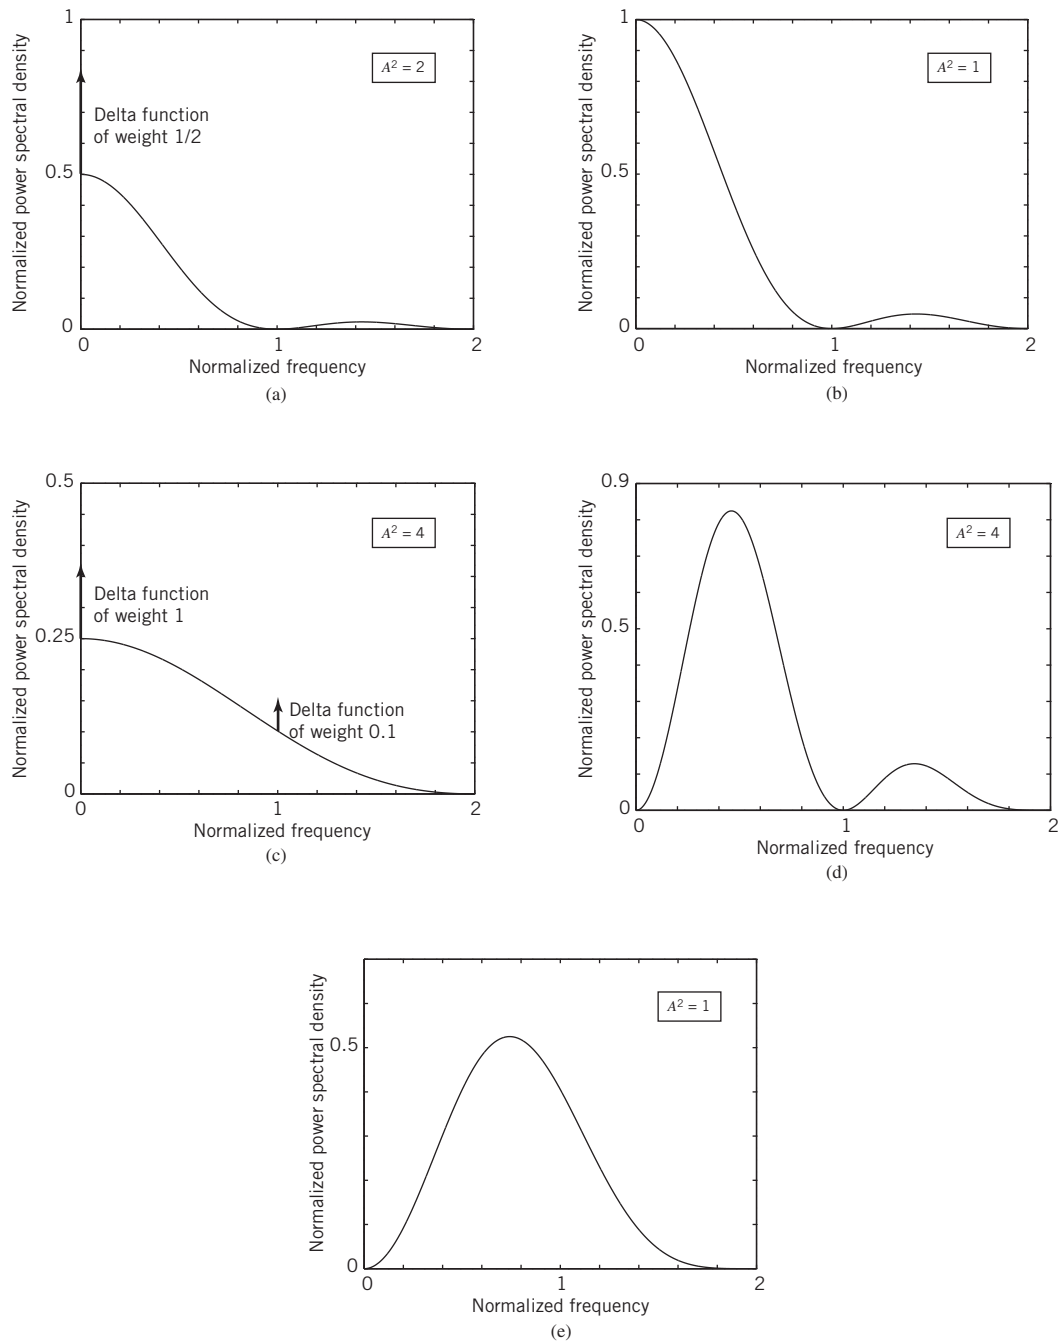 Normalized power spectral density
1
0.5
0
A² = 2
Delta function
of weight 1/2
0
1
2
Normalized frequency
(a)
Normalized power spectral density
1
0.5
0
A² = 1
0
1
2
Normalized frequency
(b)
Normalized power spectral density
0.5
0.25
0
A² = 4
Delta function
of weight 1
Delta function
of weight 0.1
0
1
2
Normalized frequency
(c)
Normalized power spectral density
0.9
0.5
0
A² = 4
0
1
2
Normalized frequency
(d)
Normalized power spectral density
0.5
0
A² = 1
0
1
2
Normalized frequency
(e)